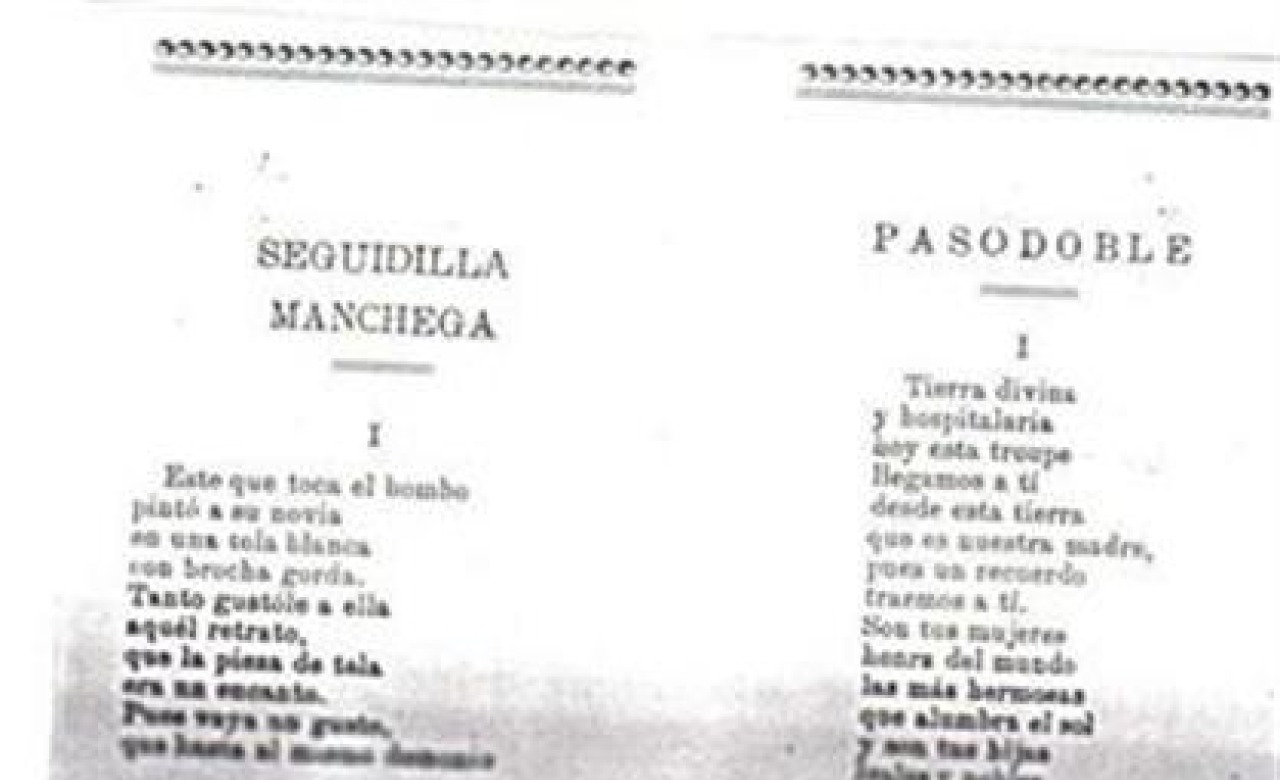 SEGUIDILLA
MANCHEGA
I
Este que toca el bombo
pintó a su novia
en una tela blanca
con brocha gorda.
Tanto gustóle a ella
aquél retrato,
que la pieza de tela
era un encanto.
Pues vaya un gusto,
que hasta al mesmo demonio
PASODOBLE
I
Tierra divina
y hospitalaria
hoy esta troupe
llegamos a tí
desde esta tierra
que es nuestra madre,
pues un recuerdo
traemos a tí.
Son tus mujeres
honra del mundo
las más hermosas
que alumbra el sol
y son tus hijas